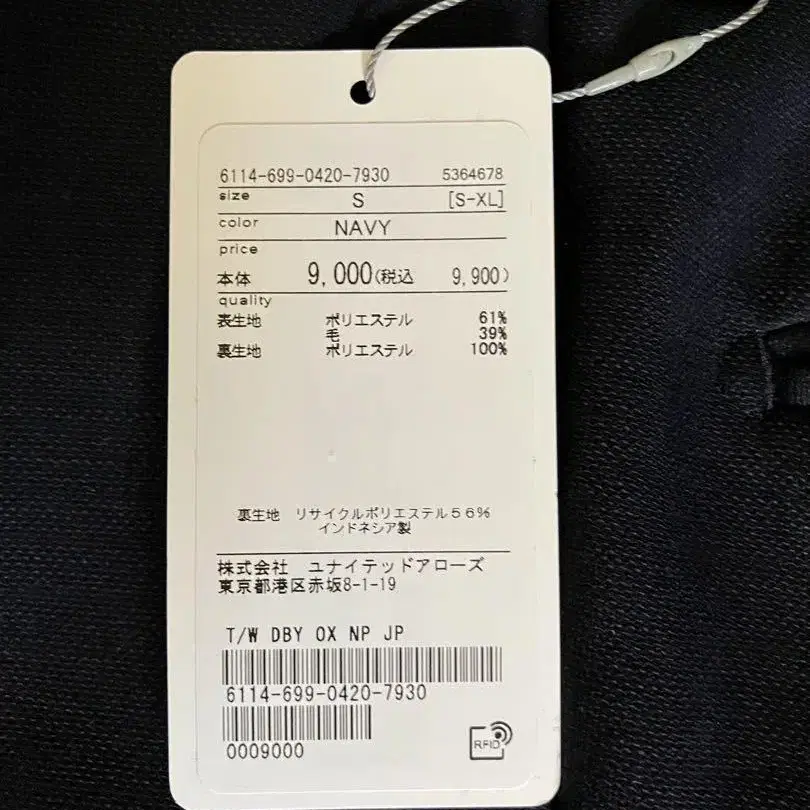 6114-699-0420-7930 5364678
size S [S-XL]
color NAVY
price
本体 9,000(税込 9,900)
quality
表生地 ポリエステル 61%
毛 39%
裏生地 ポリエステル 100%
裏生地 リサイクルポリエステル56%
インドネシア製
株式会社 ユナイテッドアローズ
東京都港区赤坂8-1-19
T/W DBY OX NP JP
6114-699-0420-7930
0009000
RFID